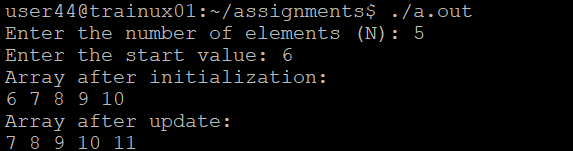 user44@trainux01:~/assignments$ ./a.out
Enter the number of elements (N): 5
Enter the start value: 6
Array after initialization:
6 7 8 9 10
Array after update:
7 8 9 10 11